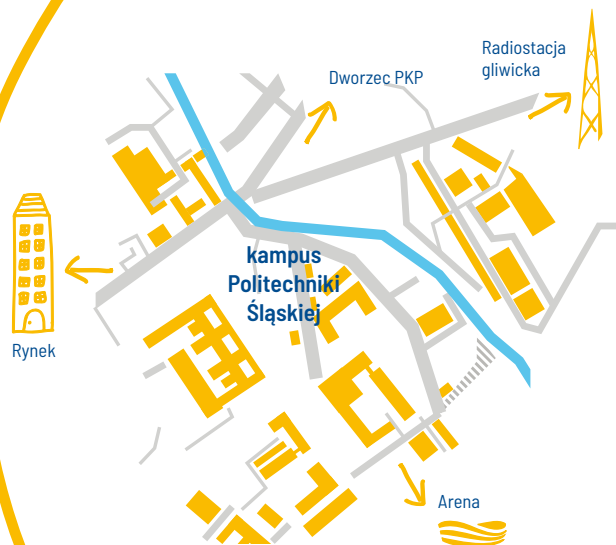 Radiostacja
gliwicka
Dworzec PKP
kampus
Politechniki
Śląskiej
Rynek
Arena